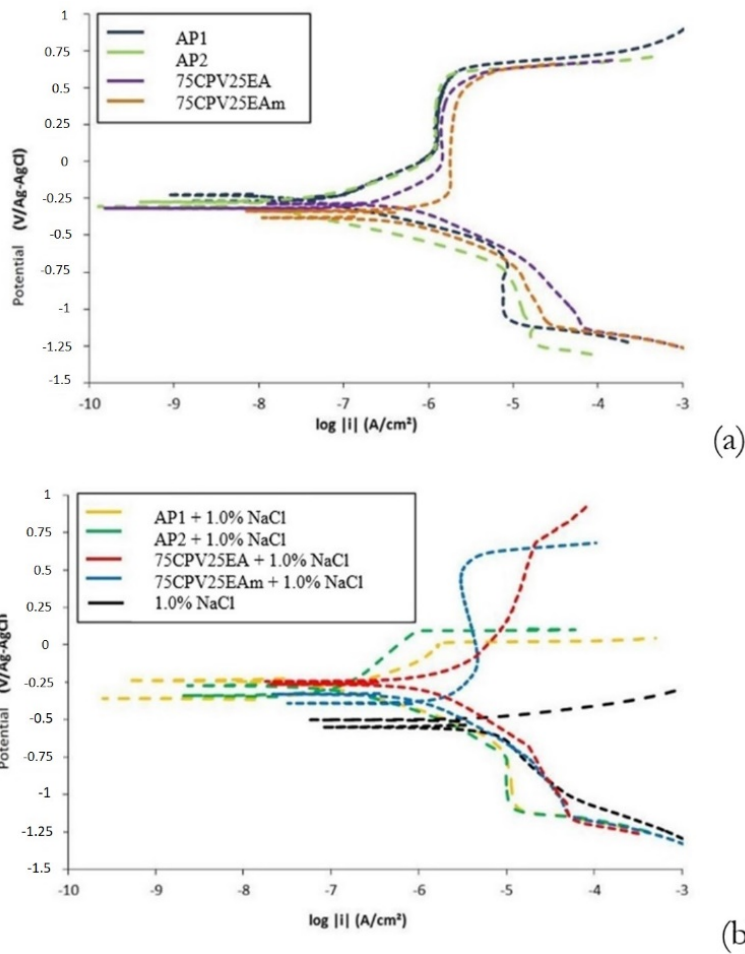 1
0.75
0.5
0.25
0
-0.25
-0.5
-0.75
-1
-1.25
-1.5
Potential (V/Ag-AgCl)
AP1
AP2
75CPV25EA
75CPV25EAm
-10 -9 -8 -7 -6 -5 -4 -3
log |i| (A/cm²)
(a)
1
0.75
0.5
0.25
0
-0.25
-0.5
-0.75
-1
-1.25
-1.5
Potential (V/Ag-AgCl)
AP1 + 1.0% NaCl
AP2 + 1.0% NaCl
75CPV25EA + 1.0% NaCl
75CPV25EAm + 1.0% NaCl
1.0% NaCl
-10 -9 -8 -7 -6 -5 -4 -3
log |i| (A/cm²)
(b